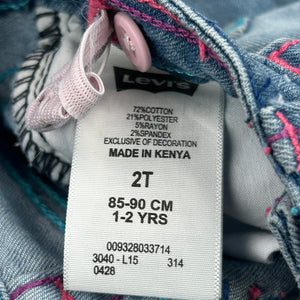 Levi's
72%COTTON
21%POLYESTER
5%RAYON
2%SPANDEX
EXCLUSIVE OF DECORATION
MADE IN KENYA
2T
85-90 CM
1-2 YRS
009328033714
3040 - L15 314
0428